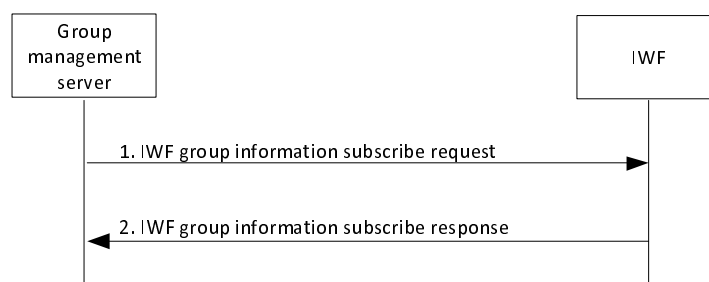 Group
management
server
IWF
1. IWF group information subscribe request
2. IWF group information subscribe response